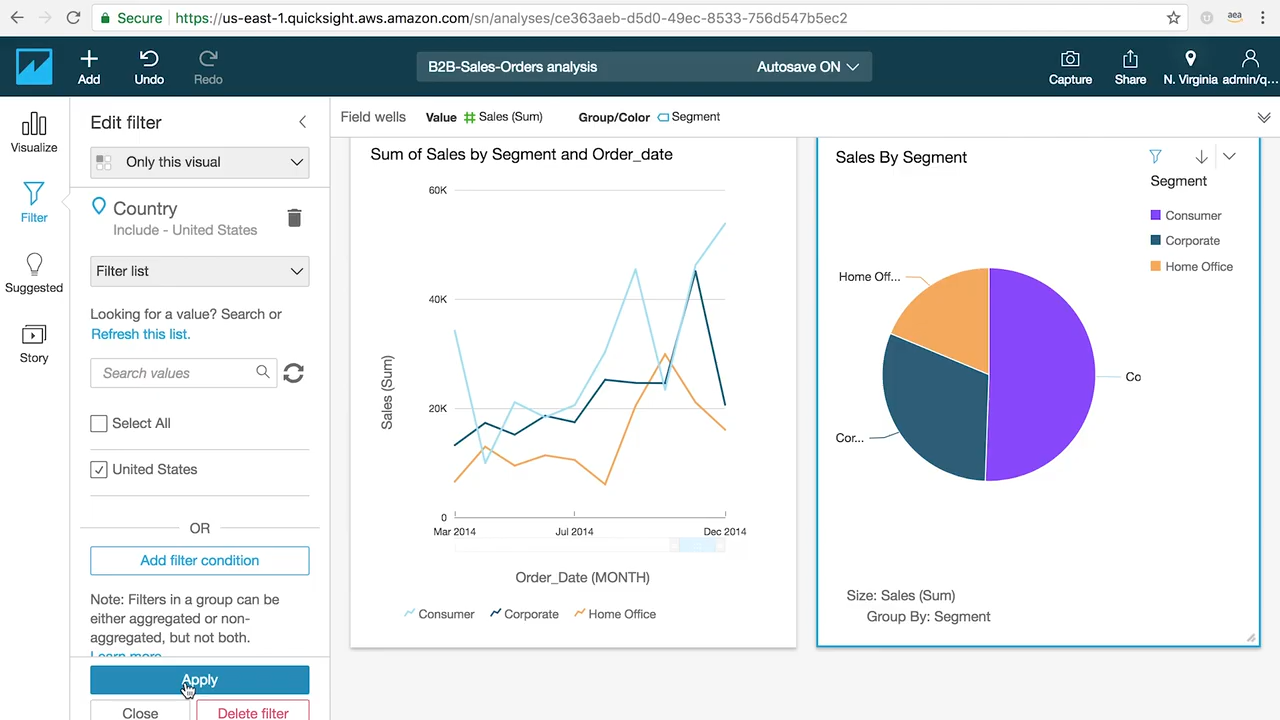 Secure https://us-east-1.quicksight.aws.amazon.com/sn/analyses/ce363aeb-d5d0-49ec-8533-756d547b5ec2
aea
Add
Undo
Redo
B2B-Sales-Orders analysis
Autosave ON
Capture
Share
N. Virginia
admin/q...
Visualize
Filter
Suggested
Story
Edit filter
Only this visual
Country
Include - United States
Filter list
Looking for a value? Search or
Refresh this list.
Search values
Select All
United States
OR
Add filter condition
Note: Filters in a group can be
either aggregated or non-
aggregated, but not both.
Learn more
Apply
Close
Delete filter
Field wells Value Sales (Sum) Group/Color Segment
Sum of Sales by Segment and Order_date
60K
40K
20K
0
Sales (Sum)
Mar 2014 Jul 2014 Dec 2014
Order_Date (MONTH)
Consumer Corporate Home Office
Sales By Segment
Segment
Consumer
Corporate
Home Office
Home Off...
Co
Cor...
Size: Sales (Sum)
Group By: Segment